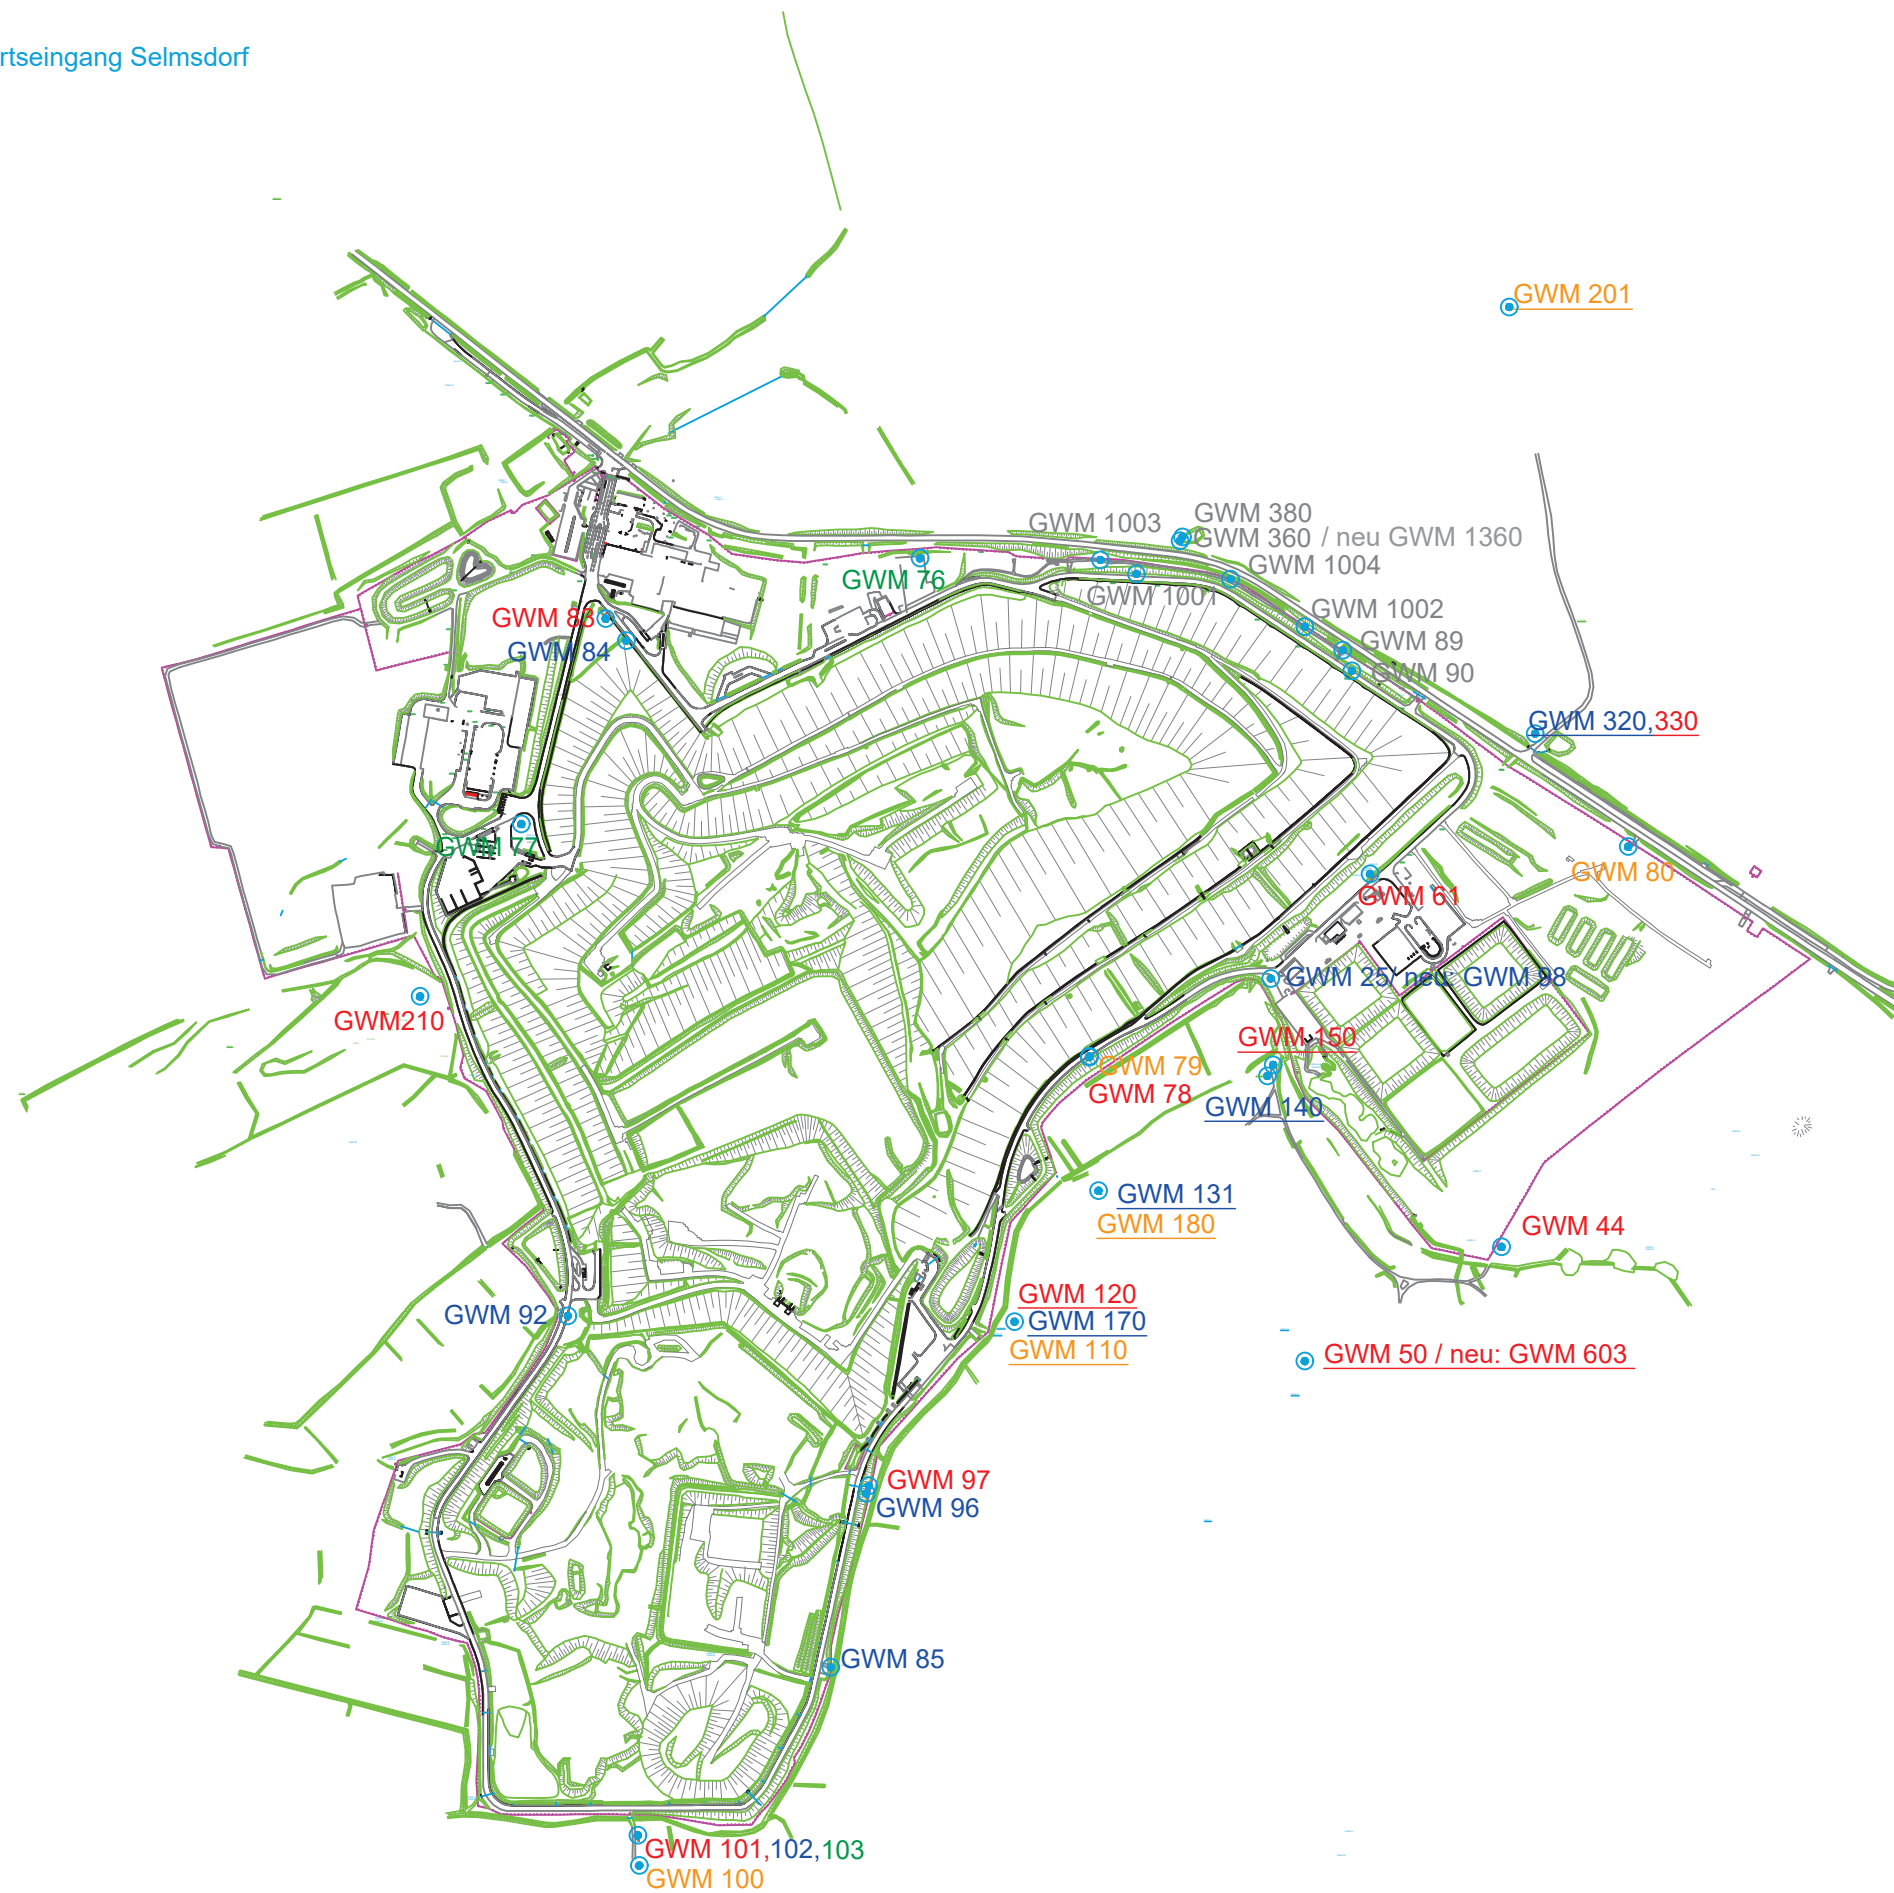 rtseingang Selmsdorf
GWM 201
GWM 380
GWM 1003
GWM 360 / neu GWM 1360
GWM 1004
GWM 76
GWM 1001
GWM 1002
GWM 83
GWM 89
GWM 84
GWM 90
GWM 320,330
GWM 77
GWM 80
GWM 61
GWM 25/ neu: GWM 98
GWM210
GWM 150
GWM 79
GWM 78
GWM 140
GWM 131
GWM 180
GWM 44
GWM 120
GWM 92
GWM 170
GWM 110
GWM 50 / neu: GWM 603
GWM 97
GWM 96
GWM 85
GWM 101,102,103
GWM 100